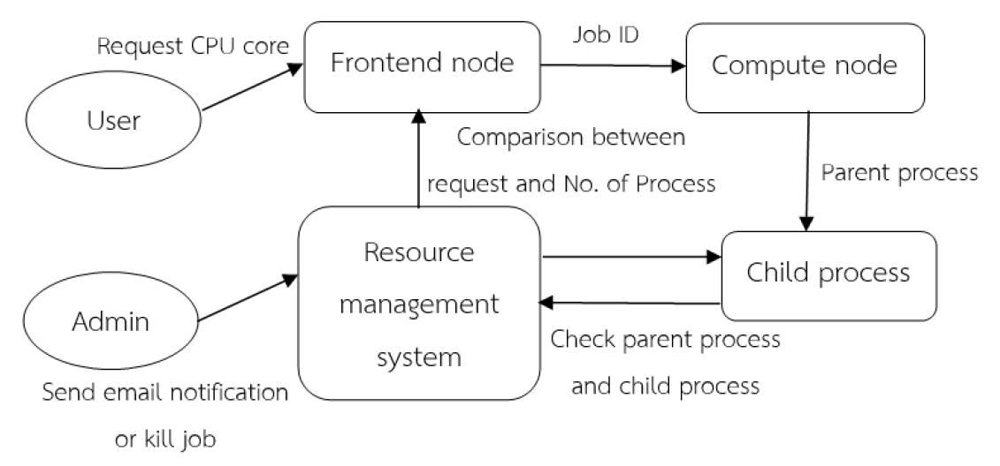 Request CPU core
Job ID
Frontend node
Compute node
User
Comparison between
request and No. of Process
Parent process
Resource
management
system
Child process
Admin
Check parent process
and child process
Send email notification
or kill job